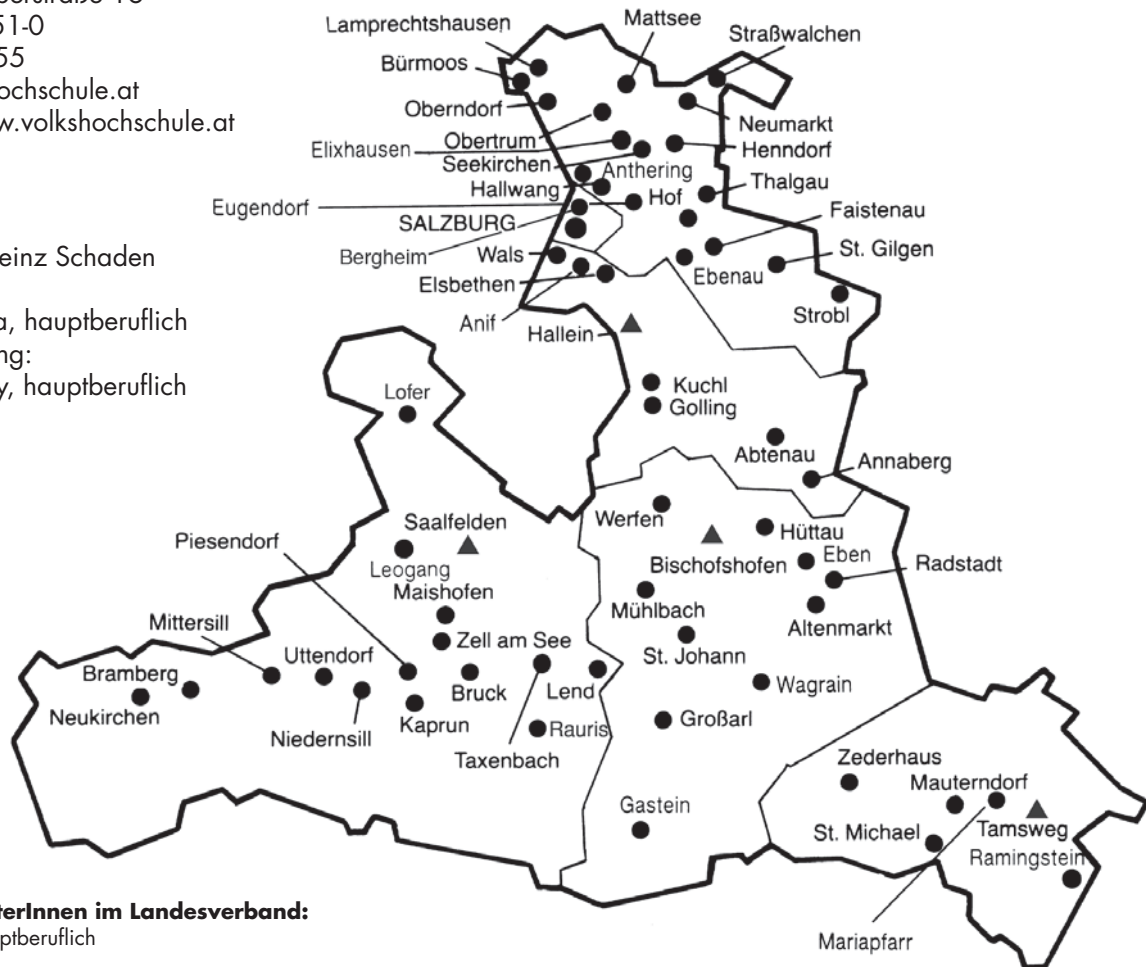 51-0
55
ochschule.at
w.volkshochschule.at
einz Schaden
a, hauptberuflich
ng:
y, hauptberuflich
Lamprechtshausen
Mattsee
Straßwalchen
Bürmoos
Oberndorf
Neumarkt
Obertrum
Elixhausen
Henndorf
Seekirchen
Anthering
Thalgau
Hallwang
Hof
Eugendorf
Faistenau
SALZBURG
St. Gilgen
Bergheim
Wals
Ebenau
Elsbethen
Strobl
Anif
Hallein
Kuchl
Lofer
Golling
Abtenau
Annaberg
Saalfelden
Werfen
Hüttau
Piesendorf
Eben
Bischofshofen
Radstadt
Leogang
Maishofen
Mühlbach
Altenmarkt
Mittersill
Zell am See
Uttendorf
St. Johann
Bramberg
Bruck
Lend
Wagrain
Neukirchen
Kaprun
Großarl
Niedernsill
Rauris
Taxenbach
Zederhaus
Mauterndorf
Gastein
St. Michael
Tamsweg
Ramingstein
terInnen im Landesverband:
ptberuflich
Mariapfarr